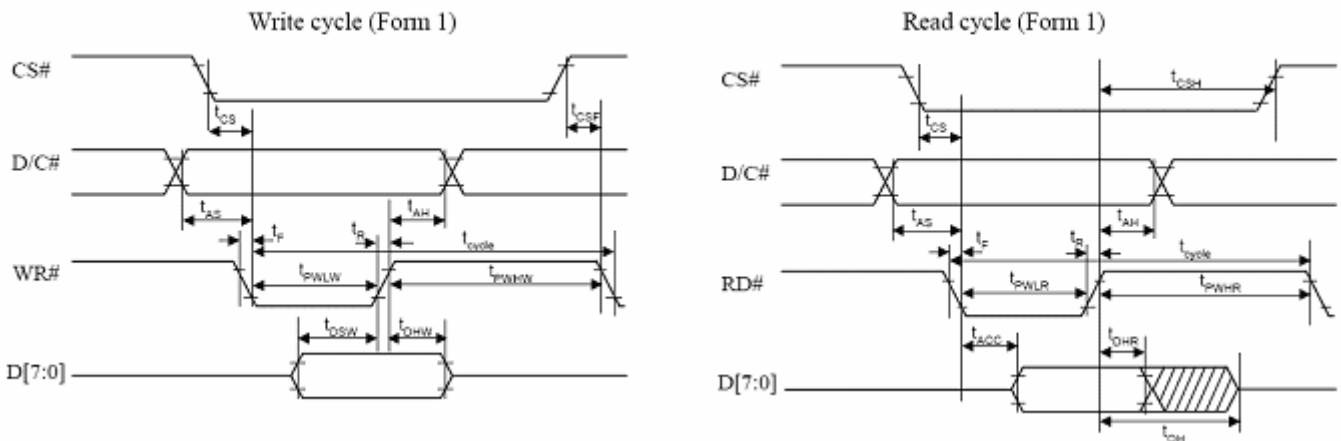 Write cycle (Form 1)
CS#
tCS
tCSF
D/C#
tAS
tAH
tF
tR
tcycle
WR#
tPWLW
tPWHW
tDSW
tDHW
D[7:0]
Read cycle (Form 1)
CS#
tCSH
tCS
D/C#
tAS
tAH
tF
tR
tcycle
RD#
tPWLR
tPWHR
tACC
tDHR
D[7:0]
tOH